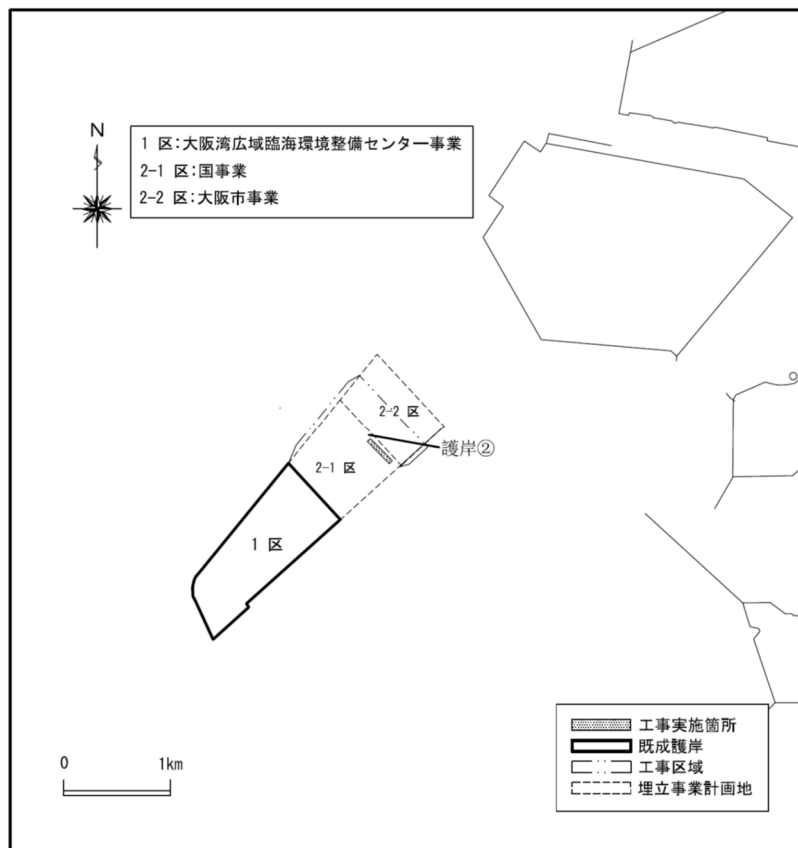 N
1 区:大阪湾広域臨海環境整備センター事業
2-1 区:国事業
2-2 区:大阪市事業
2-2 区
護岸②
2-1 区
1 区
工事実施箇所
既成護岸
工事区域
埋立事業計画地
0 1km